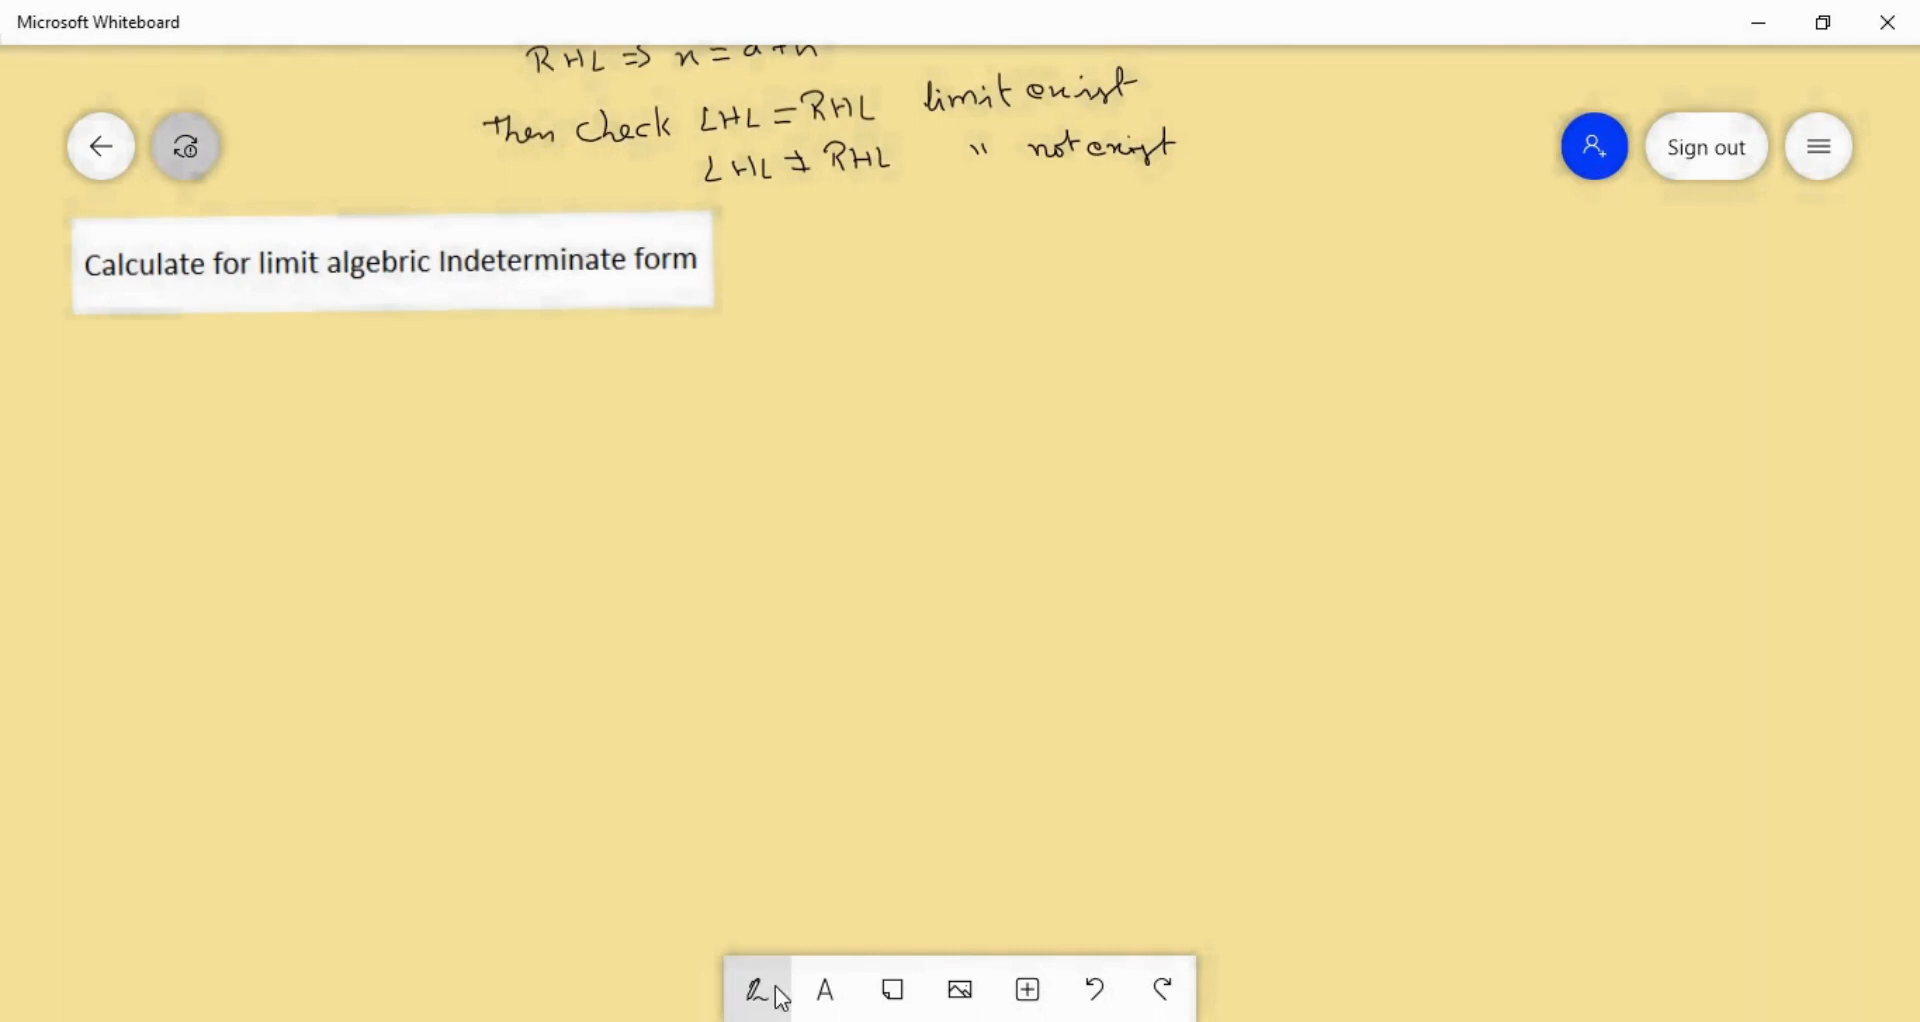 Microsoft Whiteboard
RHL ⇒ x = a+h
then check LHL = RHL limit exist
LHL ≠ RHL " not exist
Sign out
Calculate for limit algebric Indeterminate form
A